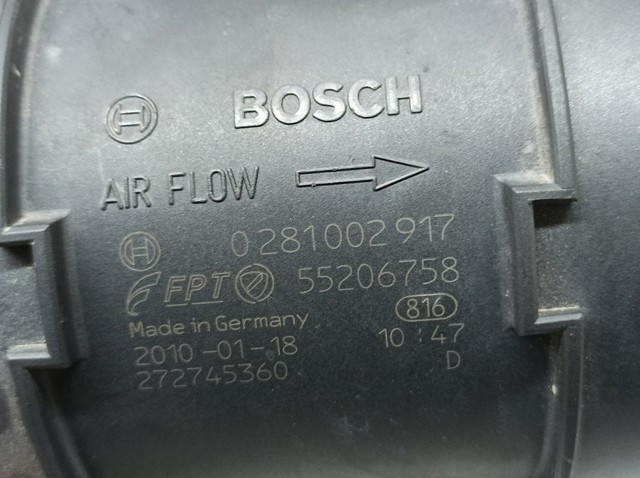 BOSCH
AIR FLOW
0 281 002 917
FPT 55206758
Made in Germany 816
2010-01-18 10:47
272745360 D